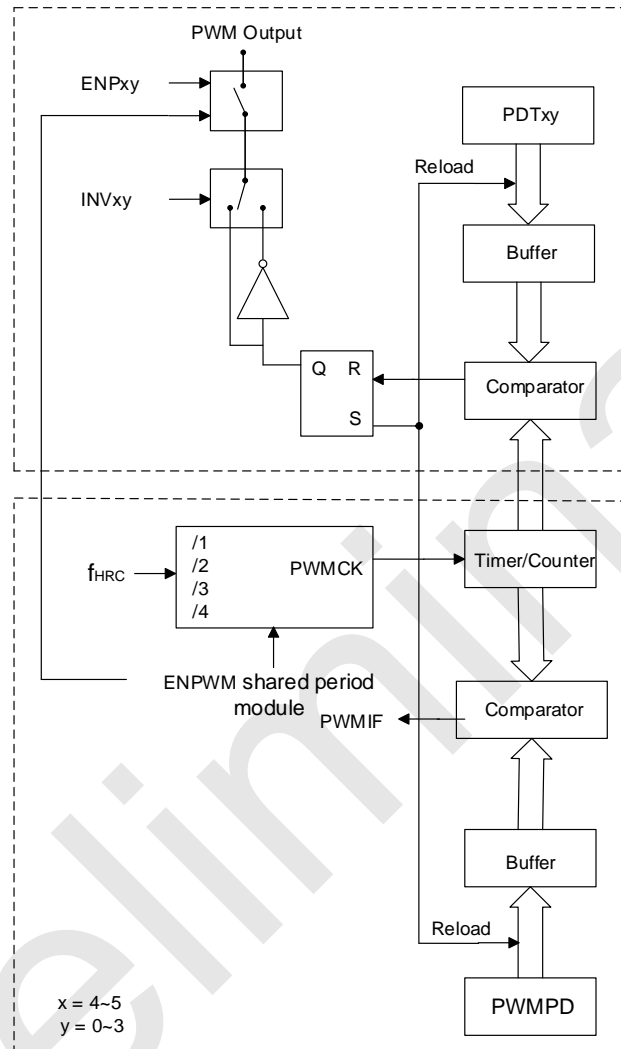 PWM Output
ENPxy
PDTxy
Reload
INVxy
Buffer
Q R
S
Comparator
/1
/2
/3
/4
fHRC
PWMCK
Timer/Counter
ENPWM shared period
module
PWMIF
Comparator
Buffer
Reload
PWMPD
x = 4~5
y = 0~3
elimina